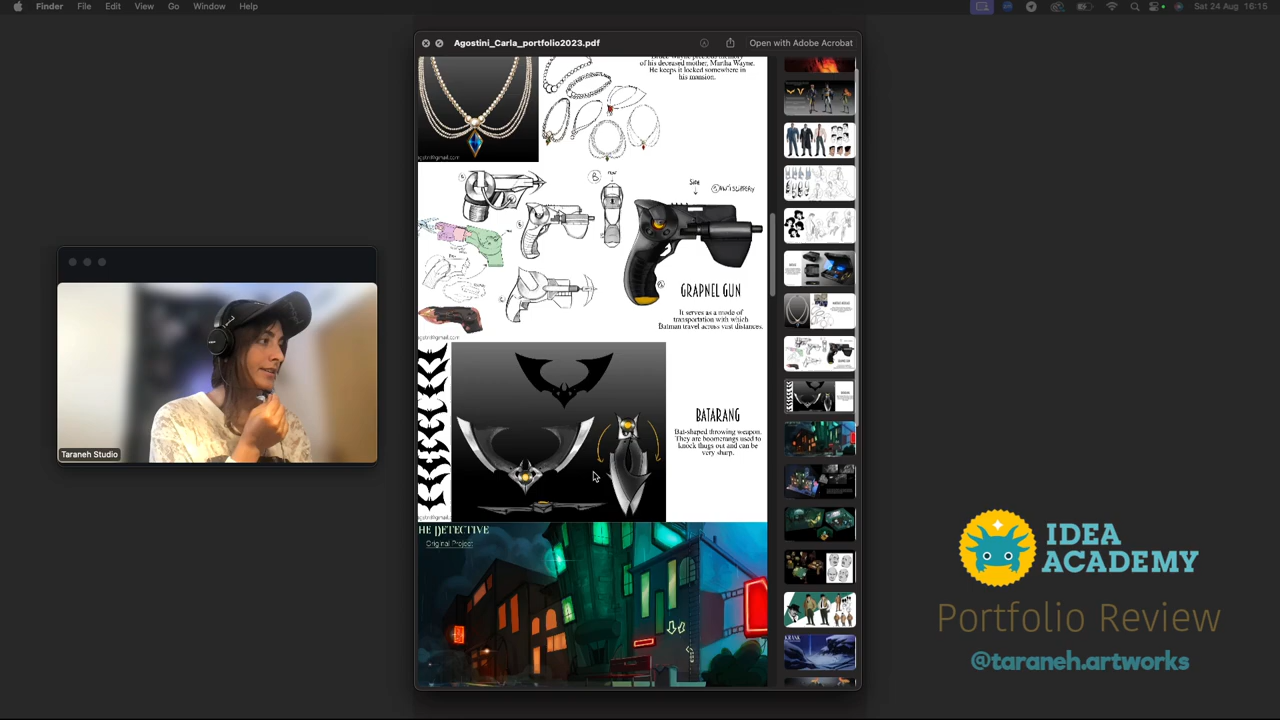 Finder File Edit View Go Window Help
Sat 24 Aug 16:15
Agostini_Carla_portfolio2023.pdf
Open with Adobe Acrobat
of his deceased mother, Martha Wayne.
He keeps it locked somewhere in
his mansion.
Side
GRAPNEL GUN
It serves as a mode of
transportation with which
Batman travel across vast distances.
BATARANG
Bat-shaped throwing weapon.
They are boomerangs used to
knock thugs out and can be
very sharp.
HE DETECTIVE
Original Project
Taraneh Studio
IDEA
ACADEMY
Portfolio Review
@taraneh.artworks